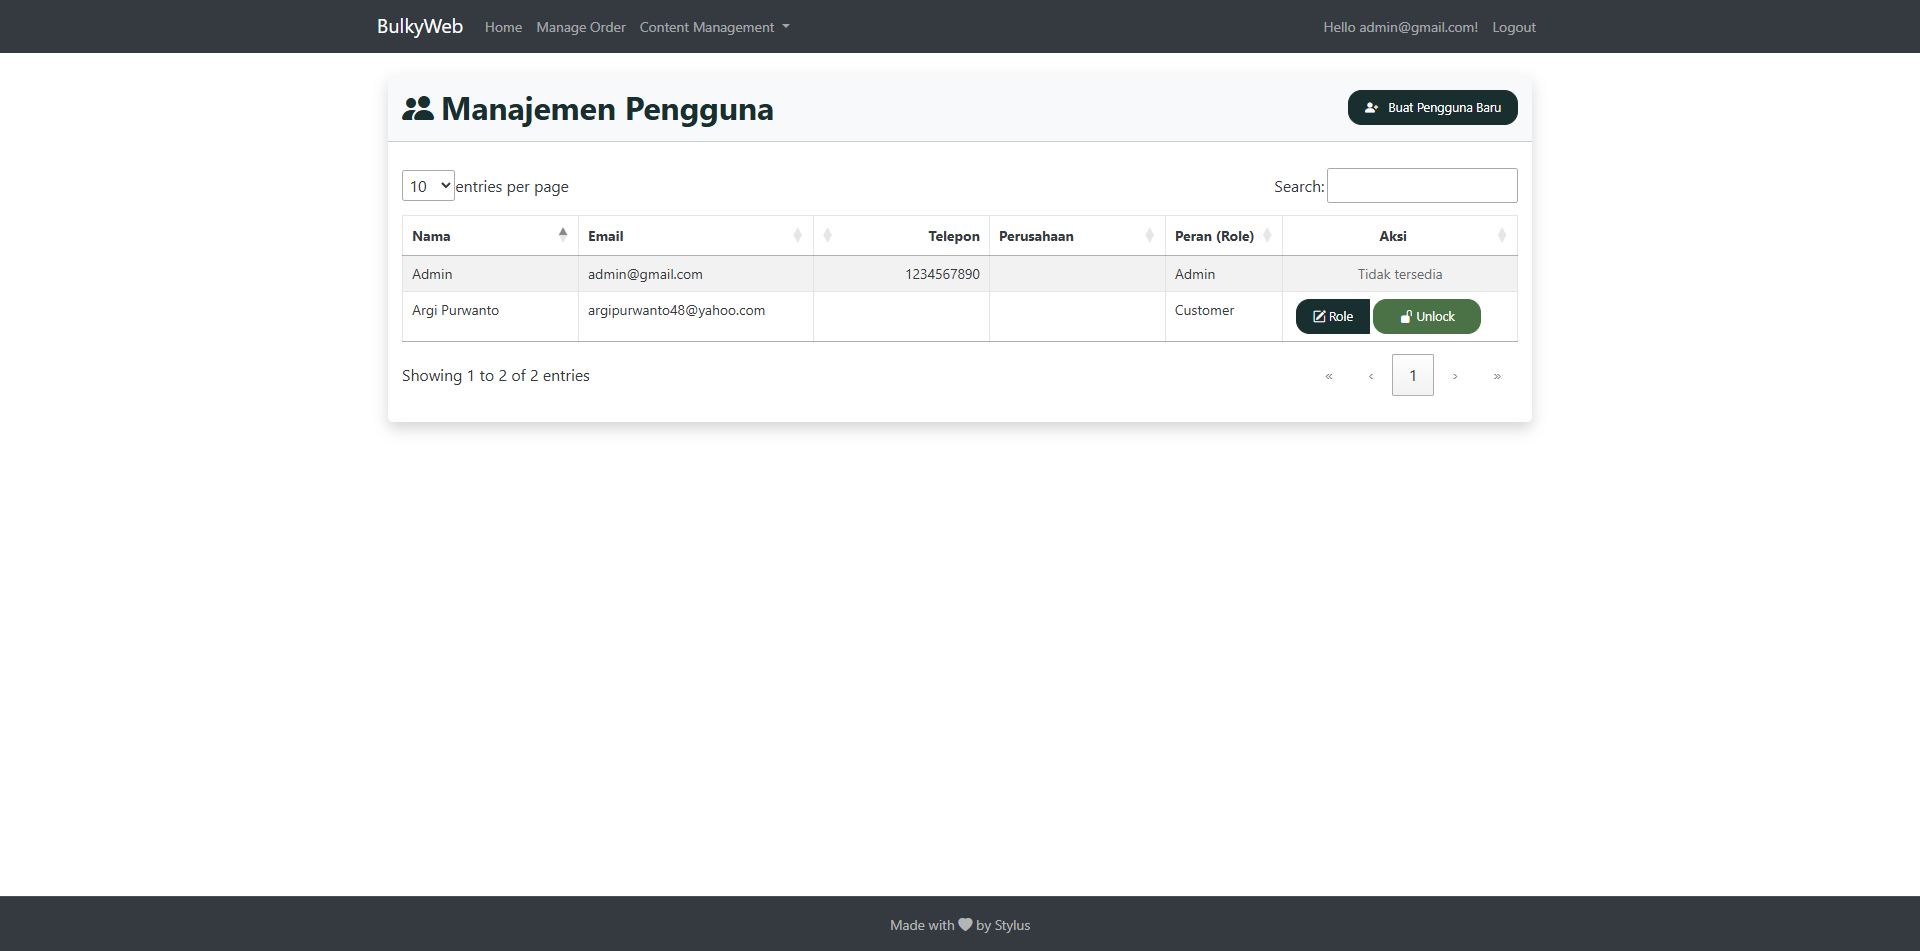 BulkyWeb Home Manage Order Content Management Hello admin@gmail.com! Logout
Manajemen Pengguna Buat Pengguna Baru
10 entries per page Search:
Nama Email Telepon Perusahaan Peran (Role) Aksi
Admin admin@gmail.com 1234567890 Admin Tidak tersedia
Argi Purwanto argipurwanto48@yahoo.com Customer Role Unlock
Showing 1 to 2 of 2 entries « ‹ 1 › »
Made with by Stylus